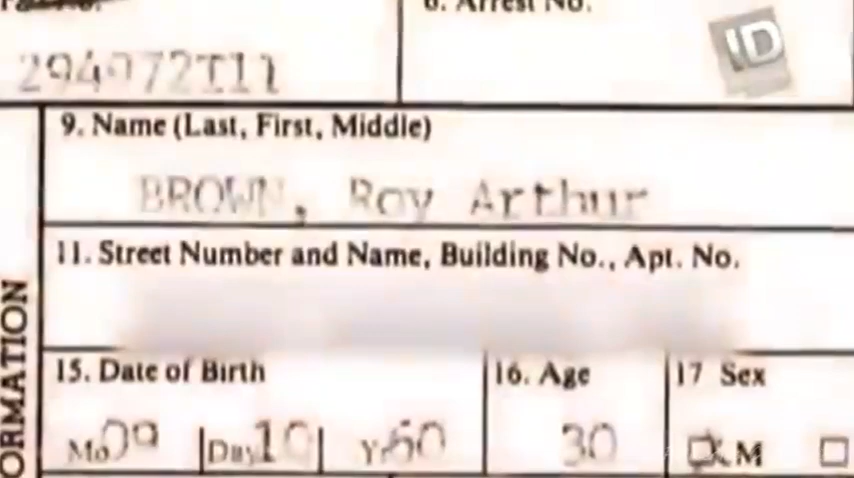 6. Arrest No.
ID
9. Name (Last, First, Middle)
BROWN, Roy Arthur
11. Street Number and Name, Building No., Apt. No.
ORMATION
15. Date of Birth
16. Age
17 Sex
Mo 09
Day 10
Yr 60
30
M